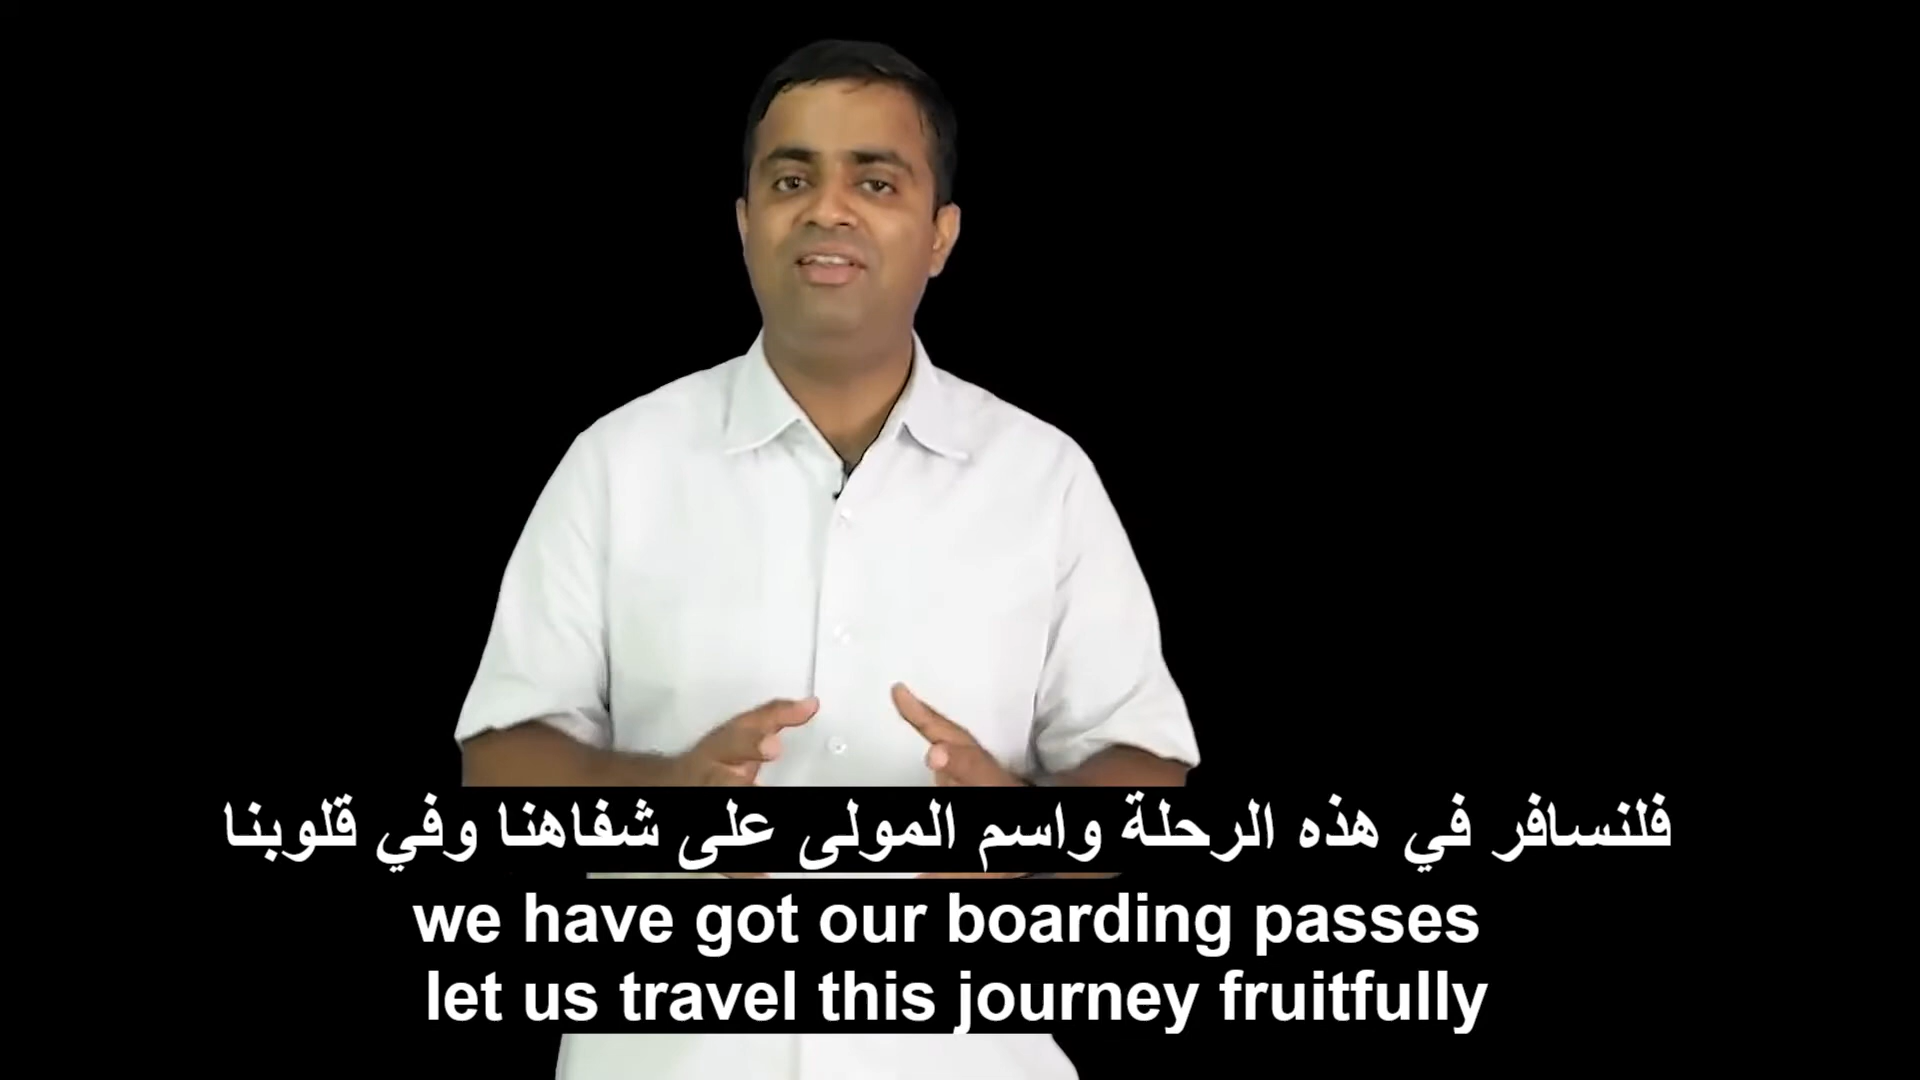 فلنسافر في هذه الرحلة واسم المولى على شفاهنا وفي قلوبنا
we have got our boarding passes
let us travel this journey fruitfully